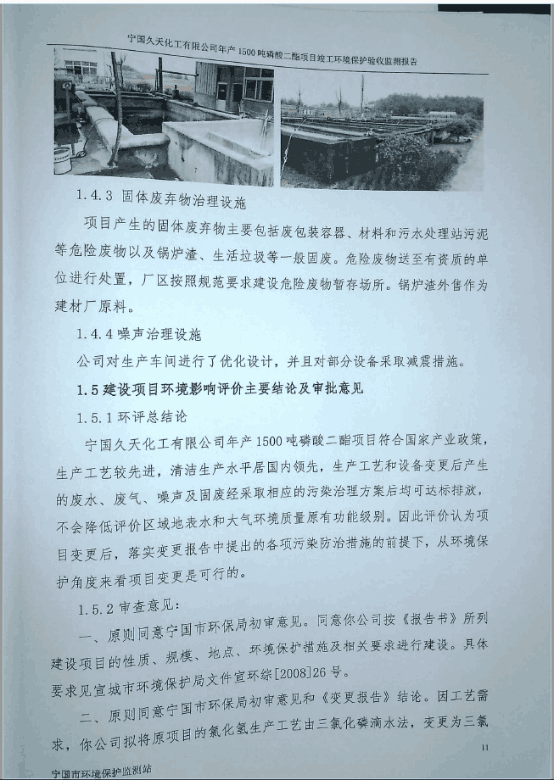 宁国久天化工有限公司年产1500吨磷酸二酯项目竣工环境保护验收监测报告
1.4.3 固体废弃物治理设施
项目产生的固体废弃物主要包括废包装容器、材料和污水处理站污泥
等危险废物以及锅炉渣、生活垃圾等一般固废。危险废物送至有资质的单
位进行处置，厂区按照规范要求建设危险废物暂存场所。锅炉渣外售作为
建材厂原料。
1.4.4 噪声治理设施
公司对生产车间进行了优化设计，并且对部分设备采取减震措施。
1.5 建设项目环境影响评价主要结论及审批意见
1.5.1 环评总结论
宁国久天化工有限公司年产1500吨磷酸二酯项目符合国家产业政策，
生产工艺较先进，清洁生产水平居国内领先，生产工艺和设备变更后产生
的废水、废气、噪声及固废经采取相应的污染治理方案后均可达标排放，
不会降低评价区域地表水和大气环境质量原有功能级别。因此评价认为项
目变更后，落实变更报告中提出的各项污染防治措施的前提下，从环境保
护角度来看项目变更是可行的。
1.5.2 审查意见：
一、原则同意宁国市环保局初审意见。同意你公司按《报告书》所列
建设项目的性质、规模、地点、环境保护措施及相关要求进行建设。具体
要求见宣城市环境保护局文件宣环综[2008]26号。
二、原则同意宁国市环保局初审意见和《变更报告》结论。因工艺需
求，你公司拟将原项目的氯化氢生产工艺由三氯化磷滴水法，变更为三氯
11
宁国市环境保护监测站